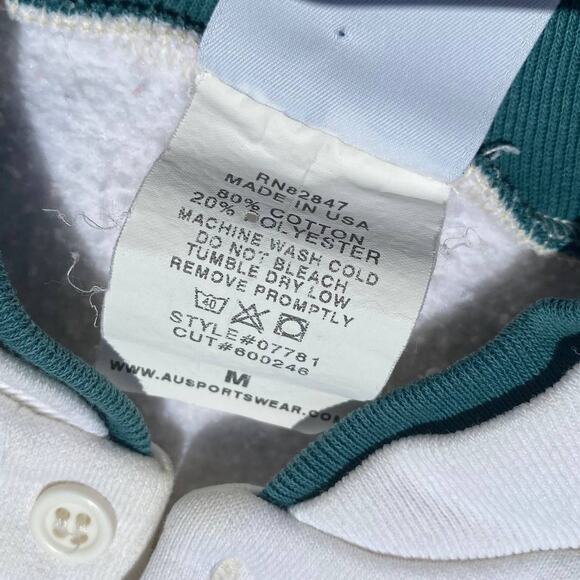 RN82847
MADE IN USA
80% COTTON
20% POLYESTER
MACHINE WASH COLD
DO NOT BLEACH
TUMBLE DRY LOW
REMOVE PROMPTLY
40
STYLE#07781
CUT#600246
M
WWW.AUSPORTSWEAR.COM